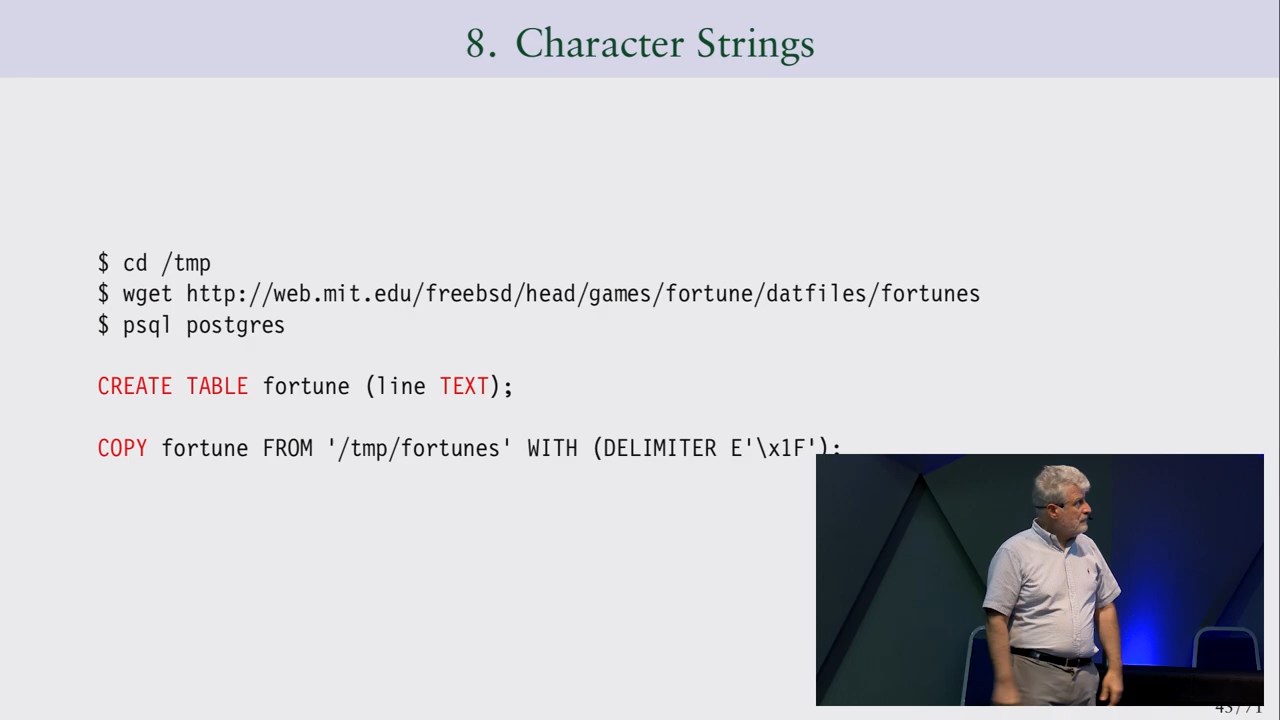 8. Character Strings
$ cd /tmp
$ wget http://web.mit.edu/freebsd/head/games/fortune/datfiles/fortunes
$ psql postgres
CREATE TABLE fortune (line TEXT);
COPY fortune FROM '/tmp/fortunes' WITH (DELIMITER E'\x1F');